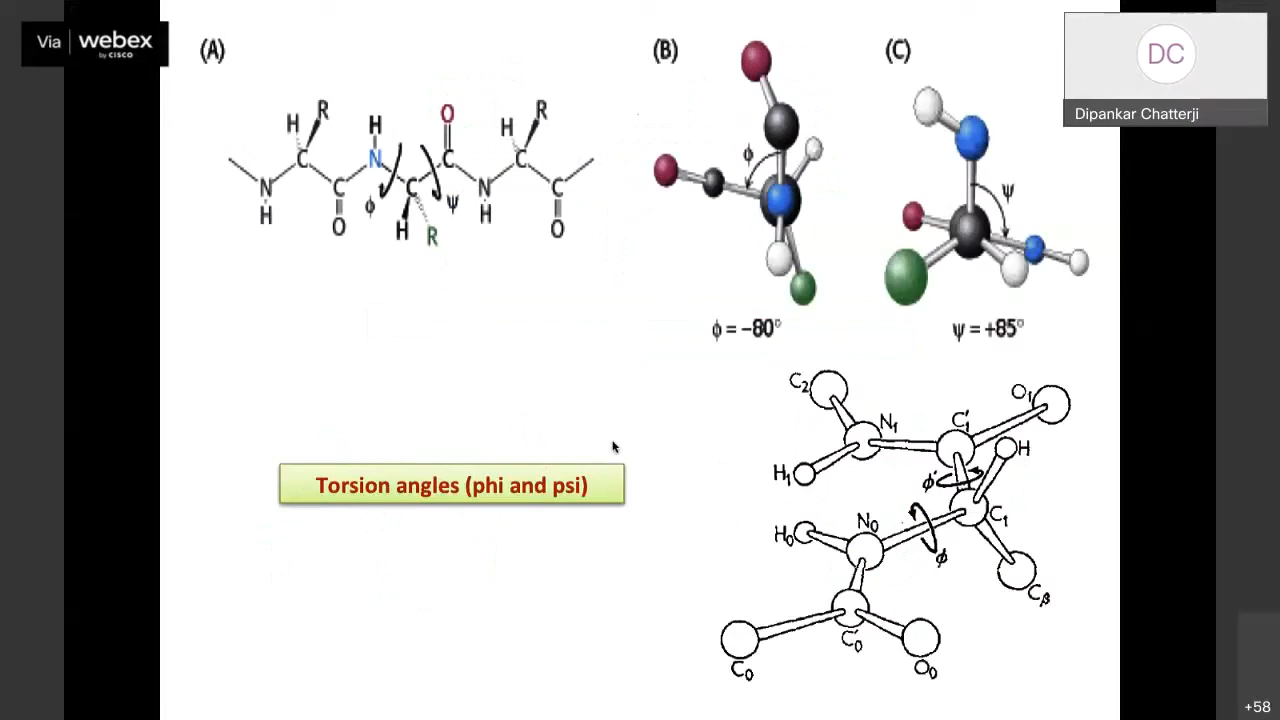 Via webex
by CISCO
(A)
(B)
(C)
DC
Dipankar Chatterji
H
R
H
O
H
R
N
H
C
C
O
N
φ
C
ψ
H
R
C
N
H
C
C
O
φ
φ = −80°
ψ
ψ = +85°
Torsion angles (phi and psi)
C₂
N₁
C′₁
O₁
H₁
H
φ′
C₁
H₀
N₀
φ
Cβ
C₀
C′₀
O₀
+58